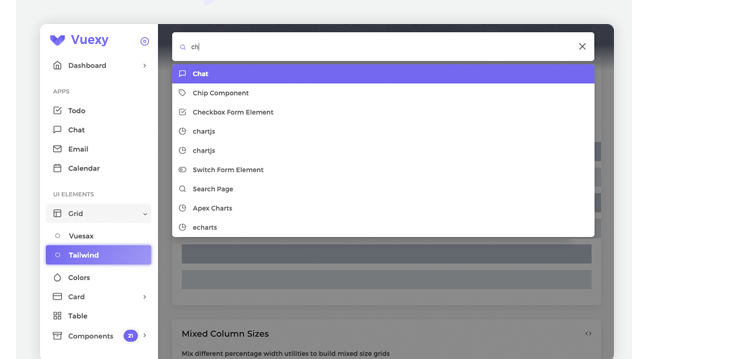 Vuexy
Dashboard
APPS
Todo
Chat
Email
Calendar
UI ELEMENTS
Grid
Vuesax
Tailwind
Colors
Card
Table
Components 21
ch
Chat
Chip Component
Checkbox Form Element
chartjs
chartjs
Switch Form Element
Search Page
Apex Charts
echarts
Mixed Column Sizes
Mix different percentage width utilities to build mixed size grids